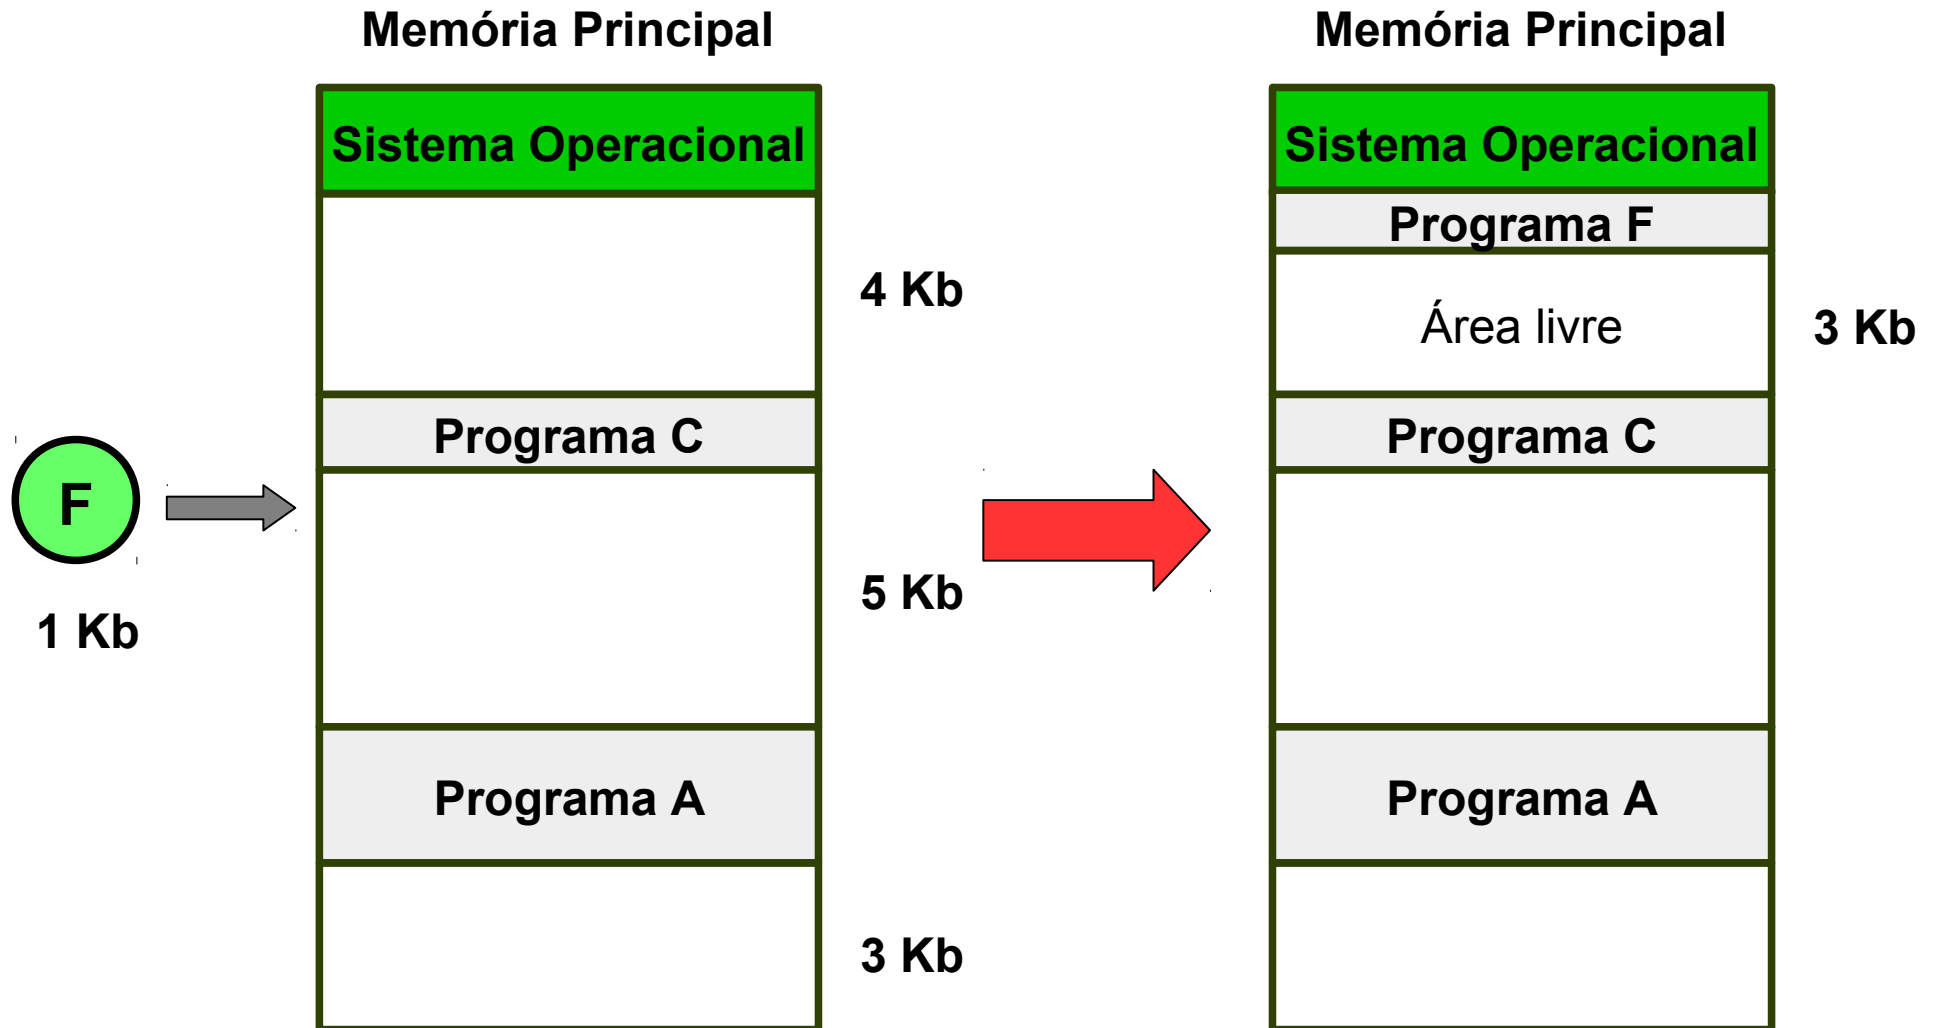 Memória Principal
Sistema Operacional
4 Kb
Programa C
F
1 Kb
5 Kb
Programa A
3 Kb
Memória Principal
Sistema Operacional
Programa F
Área livre
3 Kb
Programa C
Programa A